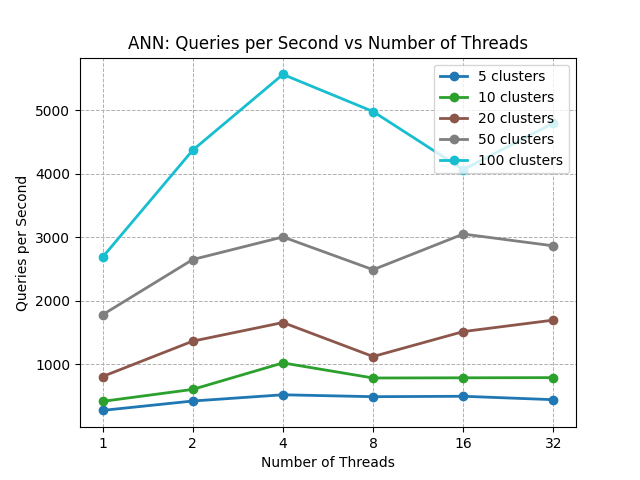 ANN: Queries per Second vs Number of Threads
5 clusters
10 clusters
20 clusters
50 clusters
100 clusters
Queries per Second
5000
4000
3000
2000
1000
1 2 4 8 16 32
Number of Threads